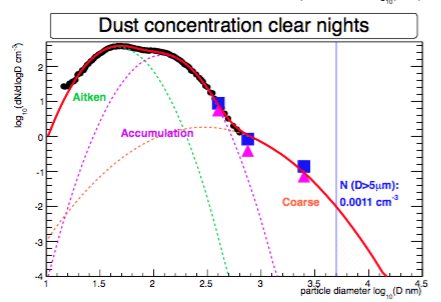 Dust concentration clear nights
log10(dN/dlogD cm-3)
2
1
0
-1
-2
-3
-4
Aitken
Accumulation
Coarse
N (D>5μm):
0.0011 cm-3
1
1.5
2
2.5
3
3.5
4
4.5
particle diameter log10(D nm)